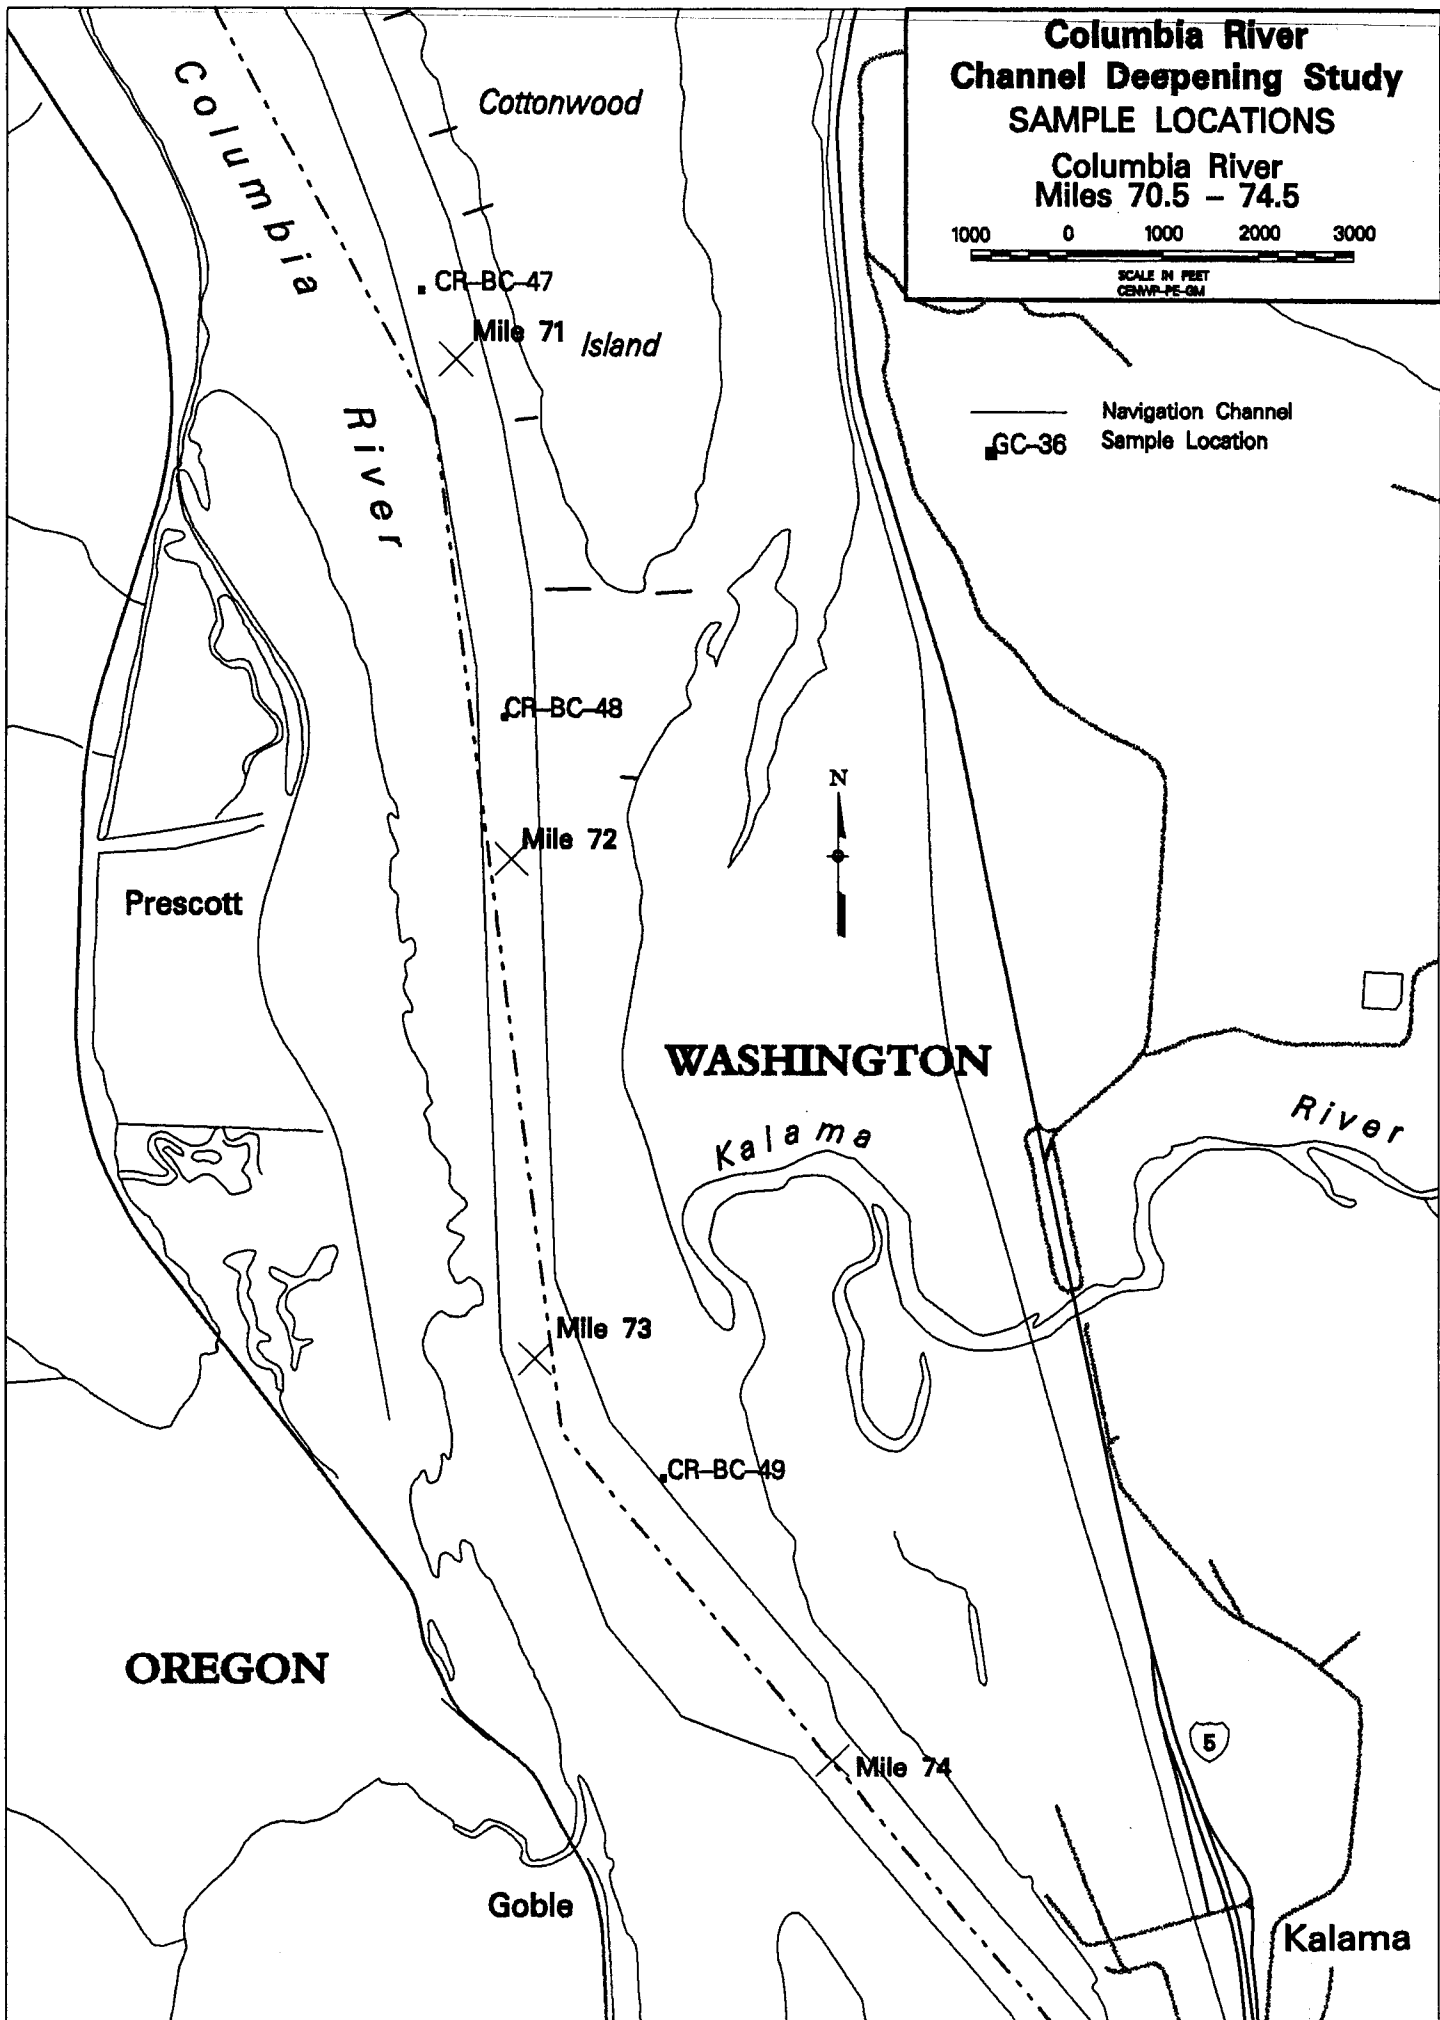 Columbia River
Channel Deepening Study
SAMPLE LOCATIONS
Columbia River
Miles 70.5 – 74.5
1000 0 1000 2000 3000
SCALE IN FEET
CENWP-PE-GM
Navigation Channel
GC-36 Sample Location
Columbia
River
Cottonwood
Island
CR-BC-47
Mile 71
CR-BC-48
N
Mile 72
Prescott
WASHINGTON
Kalama
River
Mile 73
CR-BC-49
OREGON
5
Mile 74
Goble
Kalama